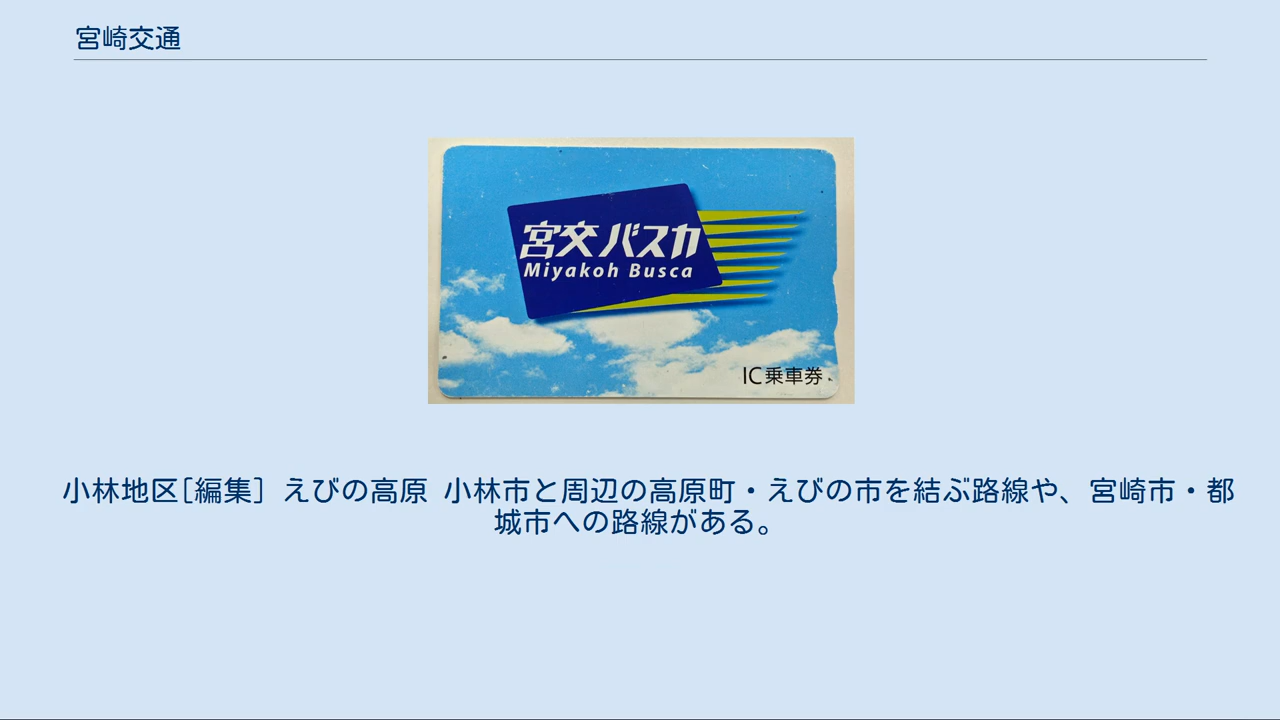 宮崎交通
宮交バスカ
Miyakoh Busca
IC乗車券
小林地区[編集] えびの高原 小林市と周辺の高原町・えびの市を結ぶ路線や、宮崎市・都
城市への路線がある。